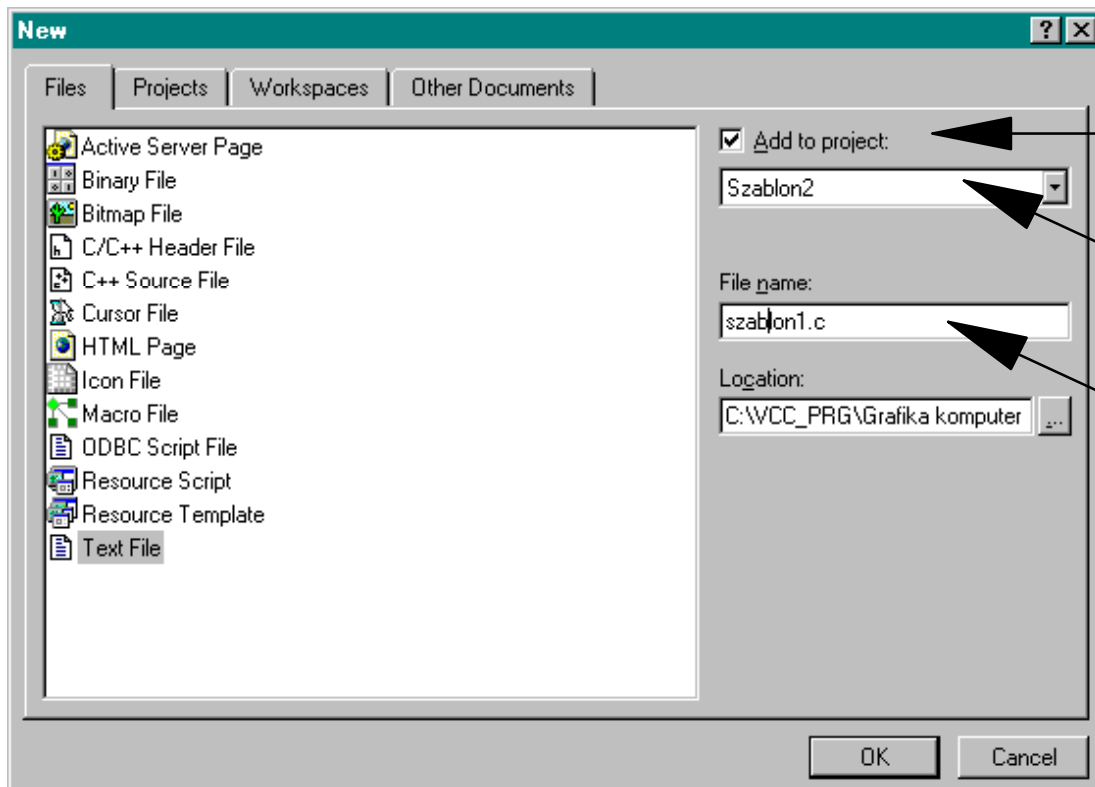 New
Files Projects Workspaces Other Documents
Active Server Page
Binary File
Bitmap File
C/C++ Header File
C++ Source File
Cursor File
HTML Page
Icon File
Macro File
ODBC Script File
Resource Script
Resource Template
Text File
Add to project:
Szablon2
File name:
szablon1.c
Location:
C:\VCC_PRG\Grafika komputer ...
OK Cancel